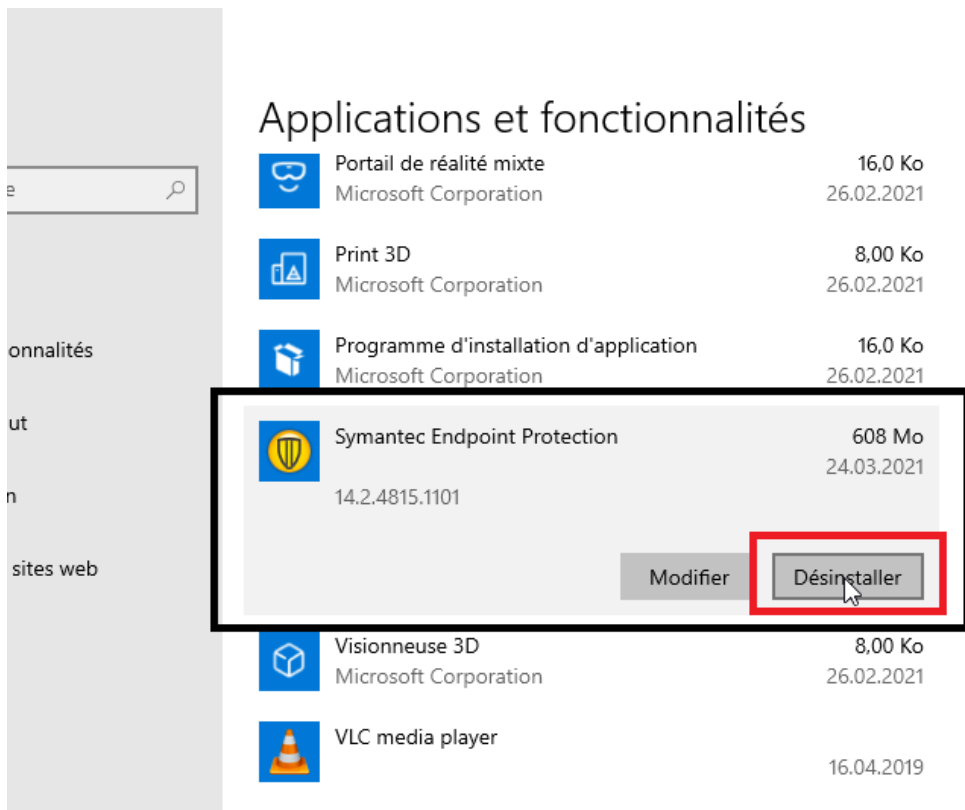 Applications et fonctionnalités
Portail de réalité mixte 16,0 Ko
Microsoft Corporation 26.02.2021
e
Print 3D 8,00 Ko
Microsoft Corporation 26.02.2021
onnalités
Programme d'installation d'application 16,0 Ko
Microsoft Corporation 26.02.2021
ut
Symantec Endpoint Protection 608 Mo
24.03.2021
n
14.2.4815.1101
sites web
Modifier Désinstaller
Visionneuse 3D 8,00 Ko
Microsoft Corporation 26.02.2021
VLC media player
16.04.2019